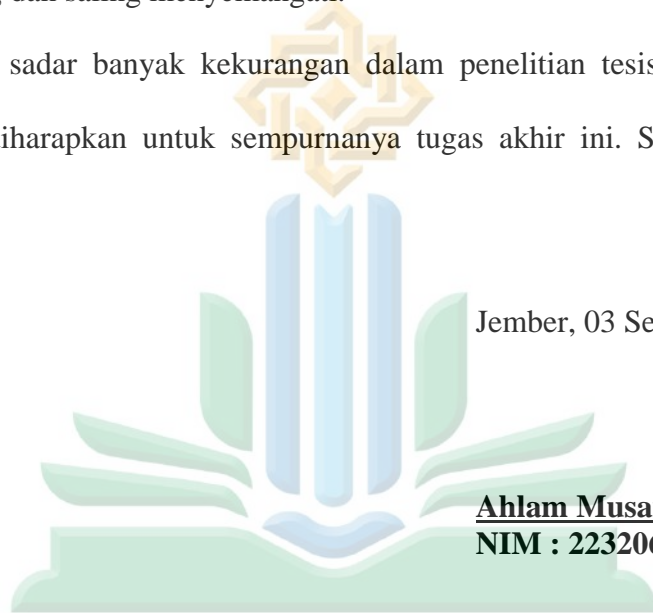 dan saling menyemangati.
sadar banyak kekurangan dalam penelitian tesis
diharapkan untuk sempurnanya tugas akhir ini. S
Jember, 03 Se
Ahlam Musa
NIM : 22320